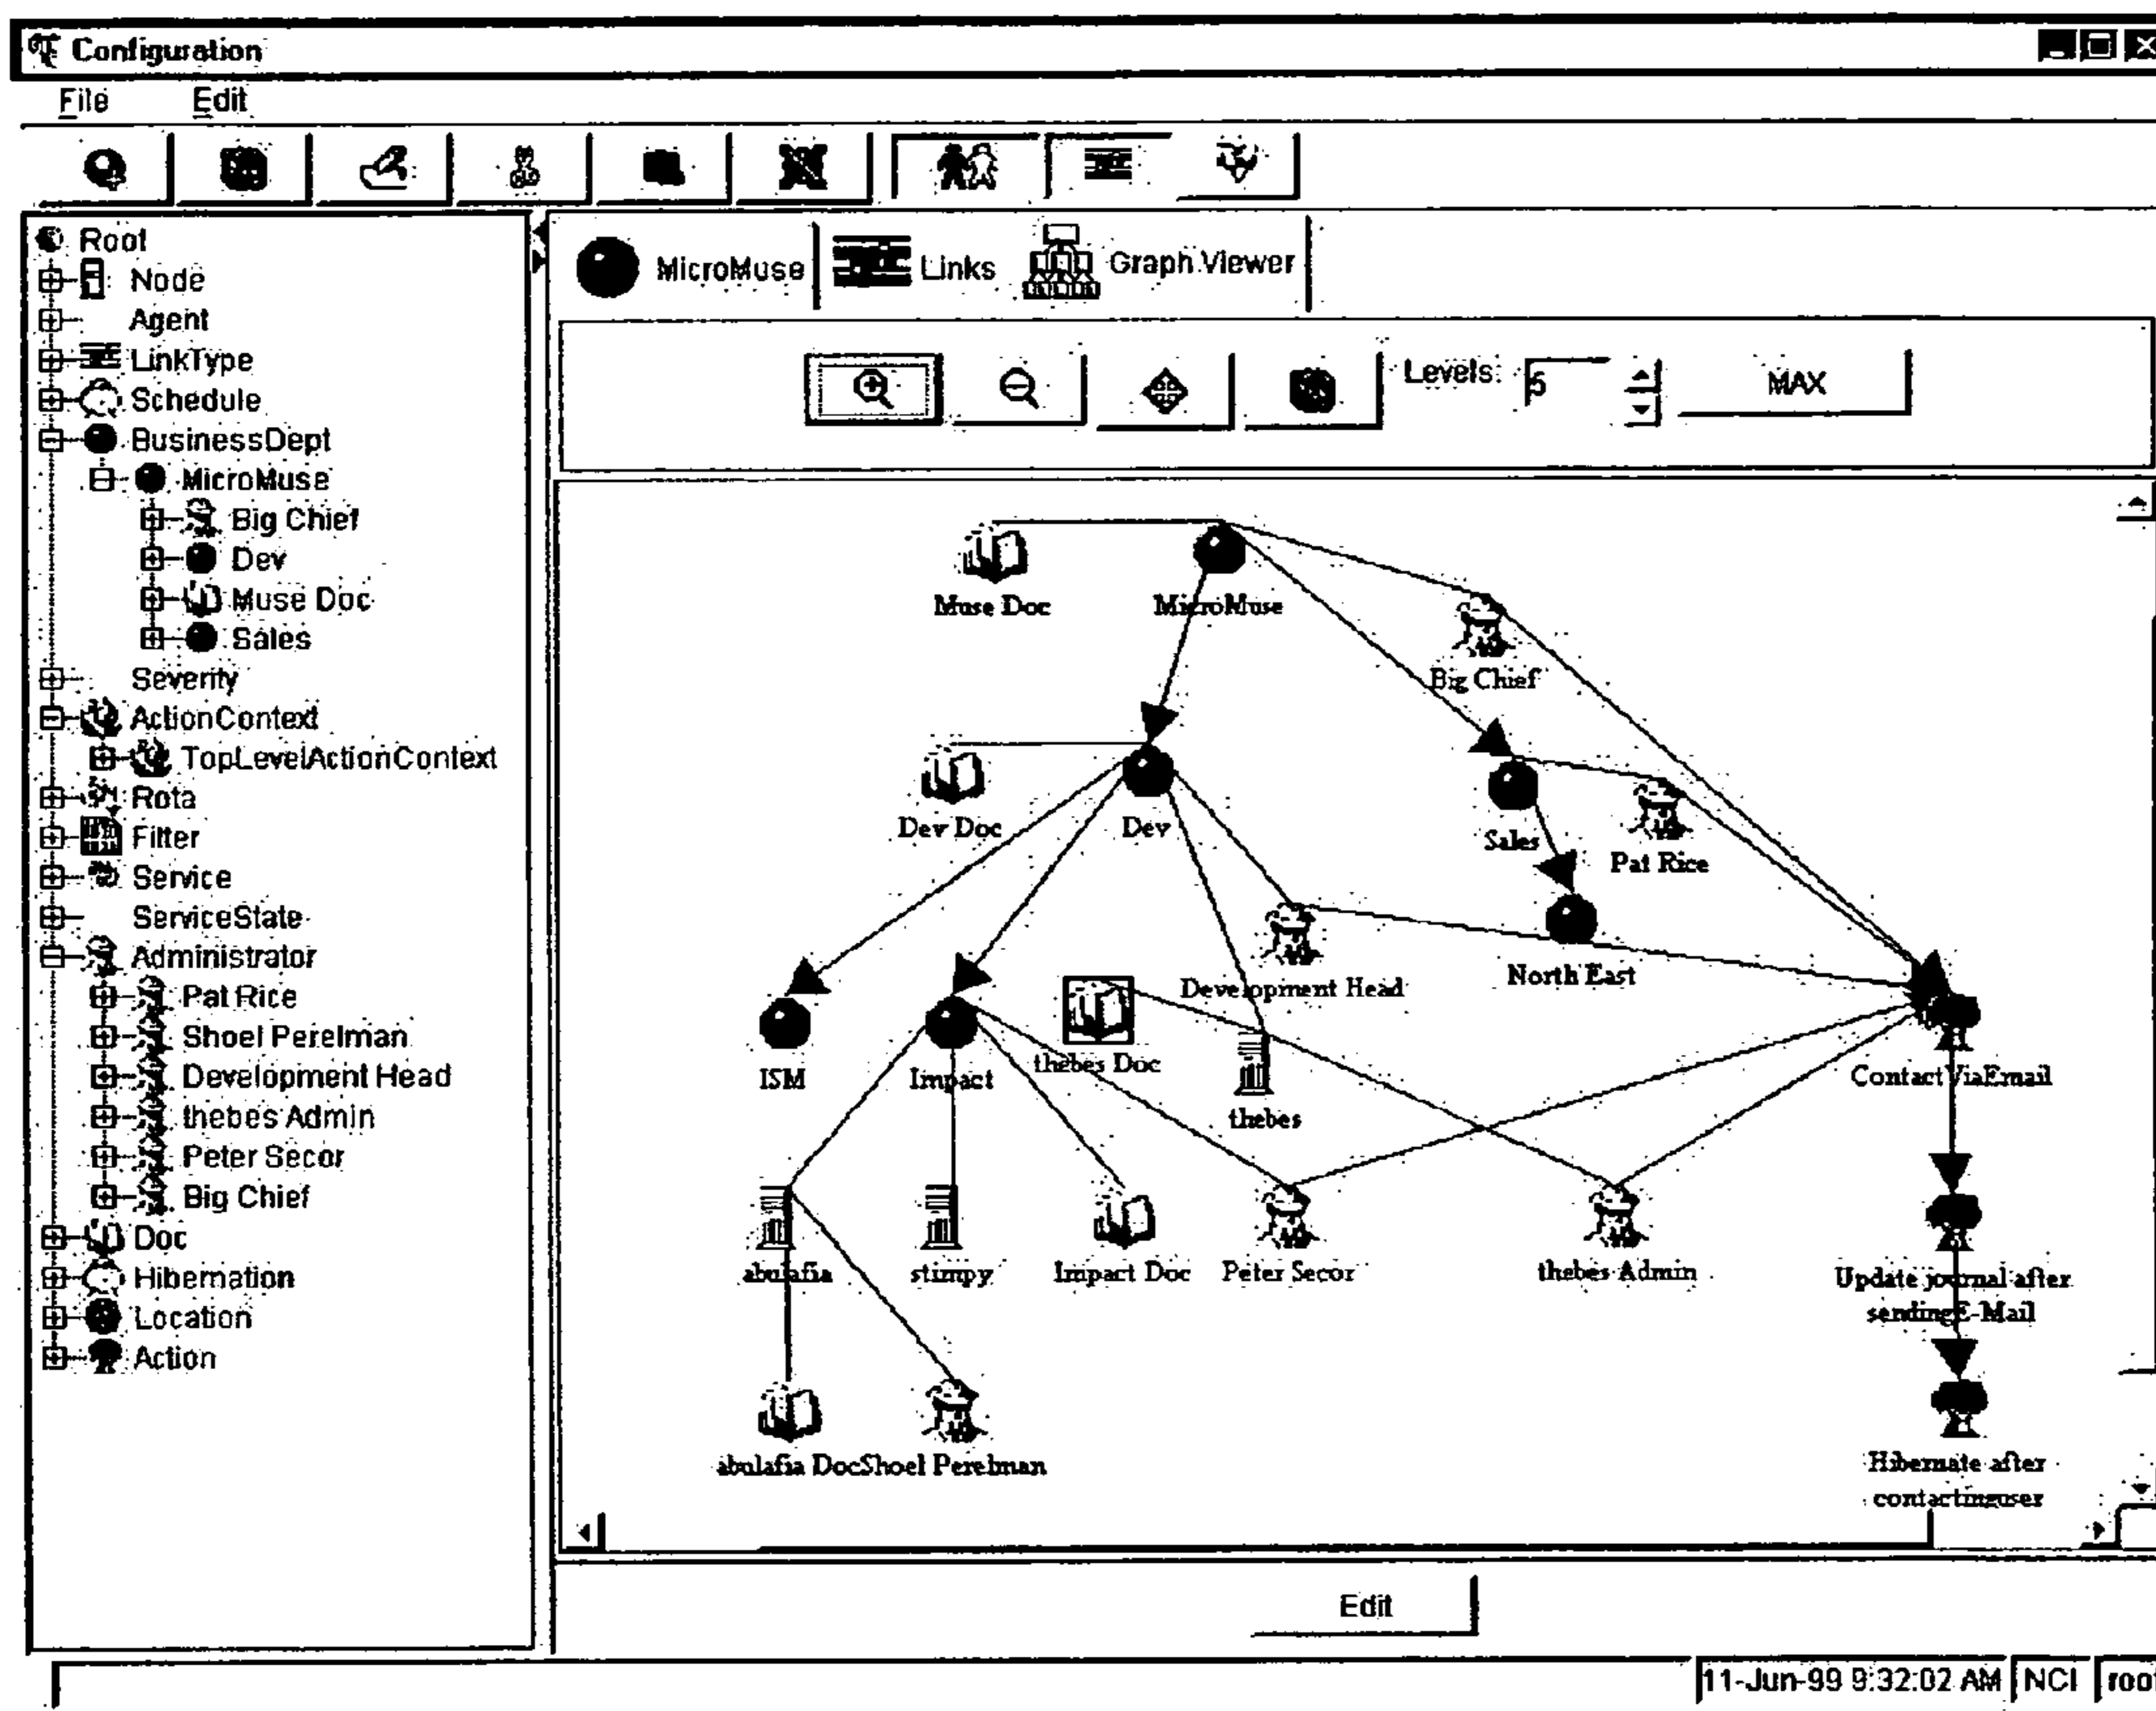 Configuration
File Edit
Root
Node
Agent
LinkType
Schedule
BusinessDept
MicroMuse
Big Chief
Dev
Muse Doc
Sales
Severity
ActionContext
TopLevelActionContext
Rota
Filter
Service
ServiceState
Administrator
Pat Rice
Shoel Perelman
Development Head
thebes Admin
Peter Secor
Big Chief
Doc
Hibernation
Location
Action
MicroMuse Links Graph Viewer
Levels: 5 MAX
Muse Doc MicroMuse
Big Chief
Dev Doc Dev Sales
Pat Rice
Development Head North East
ISM Impact thebes Doc ContactViaEmail
thebes
abulafia stimpy Impact Doc Peter Secor thebes Admin Update journal after
sendingE-Mail
abulafia Doc Shoel Perelman Hibernate after
contactinguser
Edit
11-Jun-99 9:32:02 AM NCI root